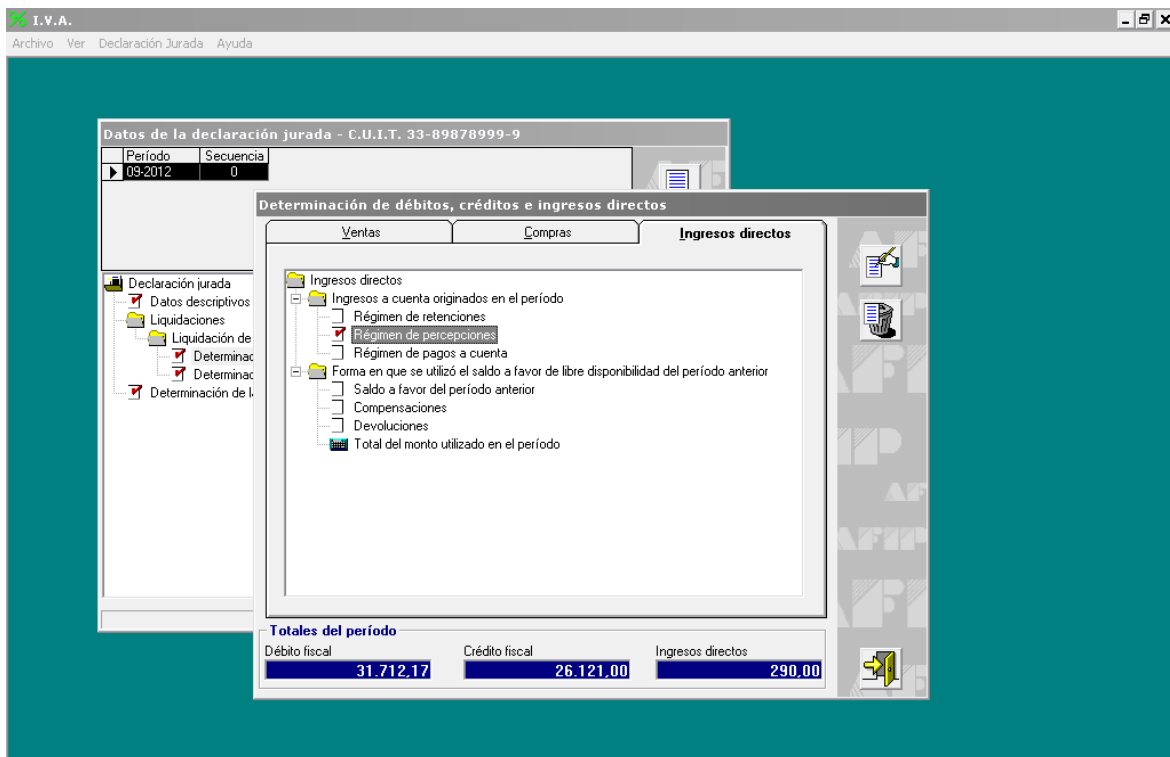 I.V.A.
Archivo Ver Declaración Jurada Ayuda
Datos de la declaración jurada - C.U.I.T. 33-89878999-9
Período Secuencia
09-2012 0
Declaración jurada
Datos descriptivos
Liquidaciones
Liquidación de
Determinac
Determinac
Determinación de l
Determinación de débitos, créditos e ingresos directos
Ventas Compras Ingresos directos
Ingresos directos
Ingresos a cuenta originados en el período
Régimen de retenciones
Régimen de percepciones
Régimen de pagos a cuenta
Forma en que se utilizó el saldo a favor de libre disponibilidad del período anterior
Saldo a favor del período anterior
Compensaciones
Devoluciones
Total del monto utilizado en el período
Totales del período
Débito fiscal Crédito fiscal Ingresos directos
31.712,17 26.121,00 290,00
AFIP